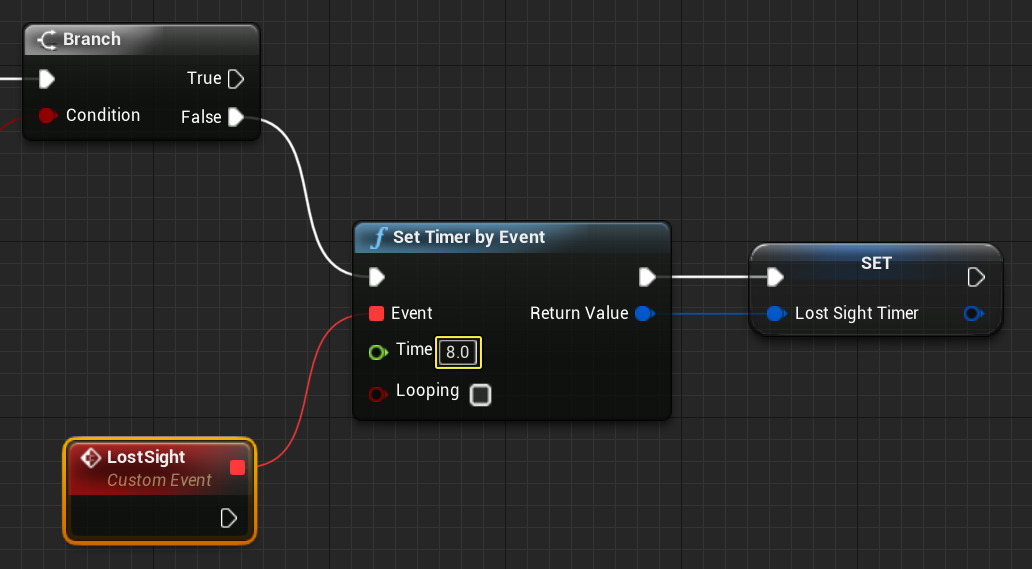 Branch
True
Condition
False
Set Timer by Event
SET
Event
Return Value
Lost Sight Timer
Time 8.0
Looping
LostSight
Custom Event